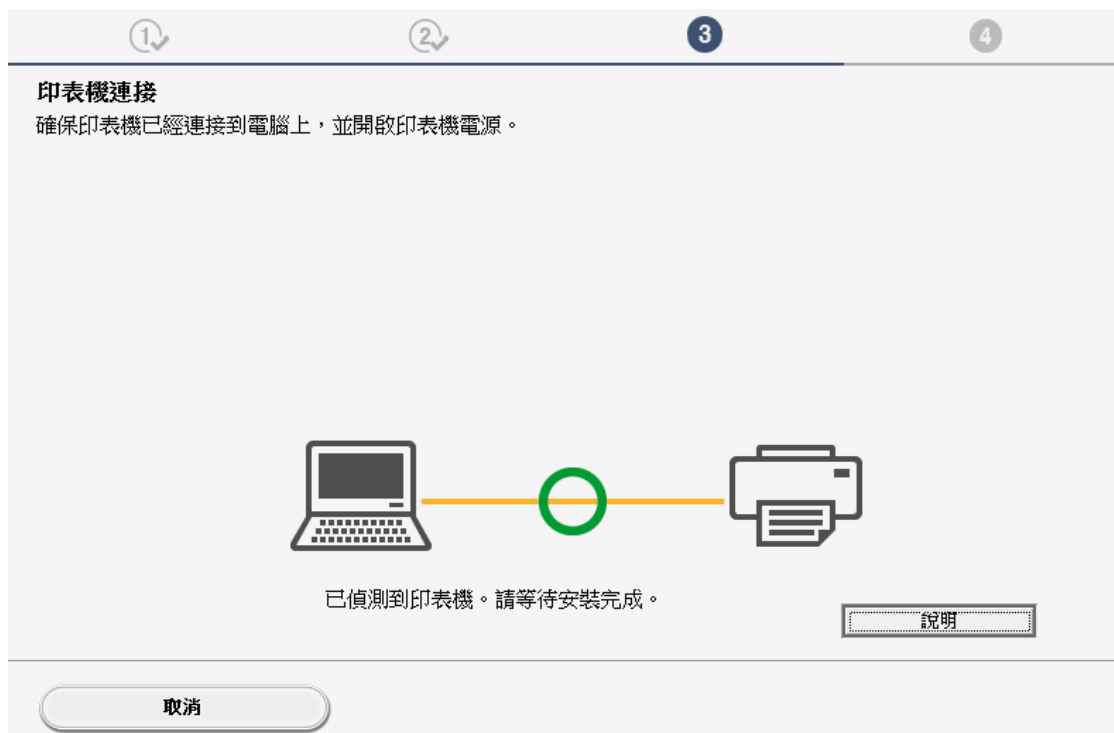 1 2 3 4
印表機連接
確保印表機已經連接到電腦上，並開啟印表機電源。
已偵測到印表機。請等待安裝完成。
說明
取消